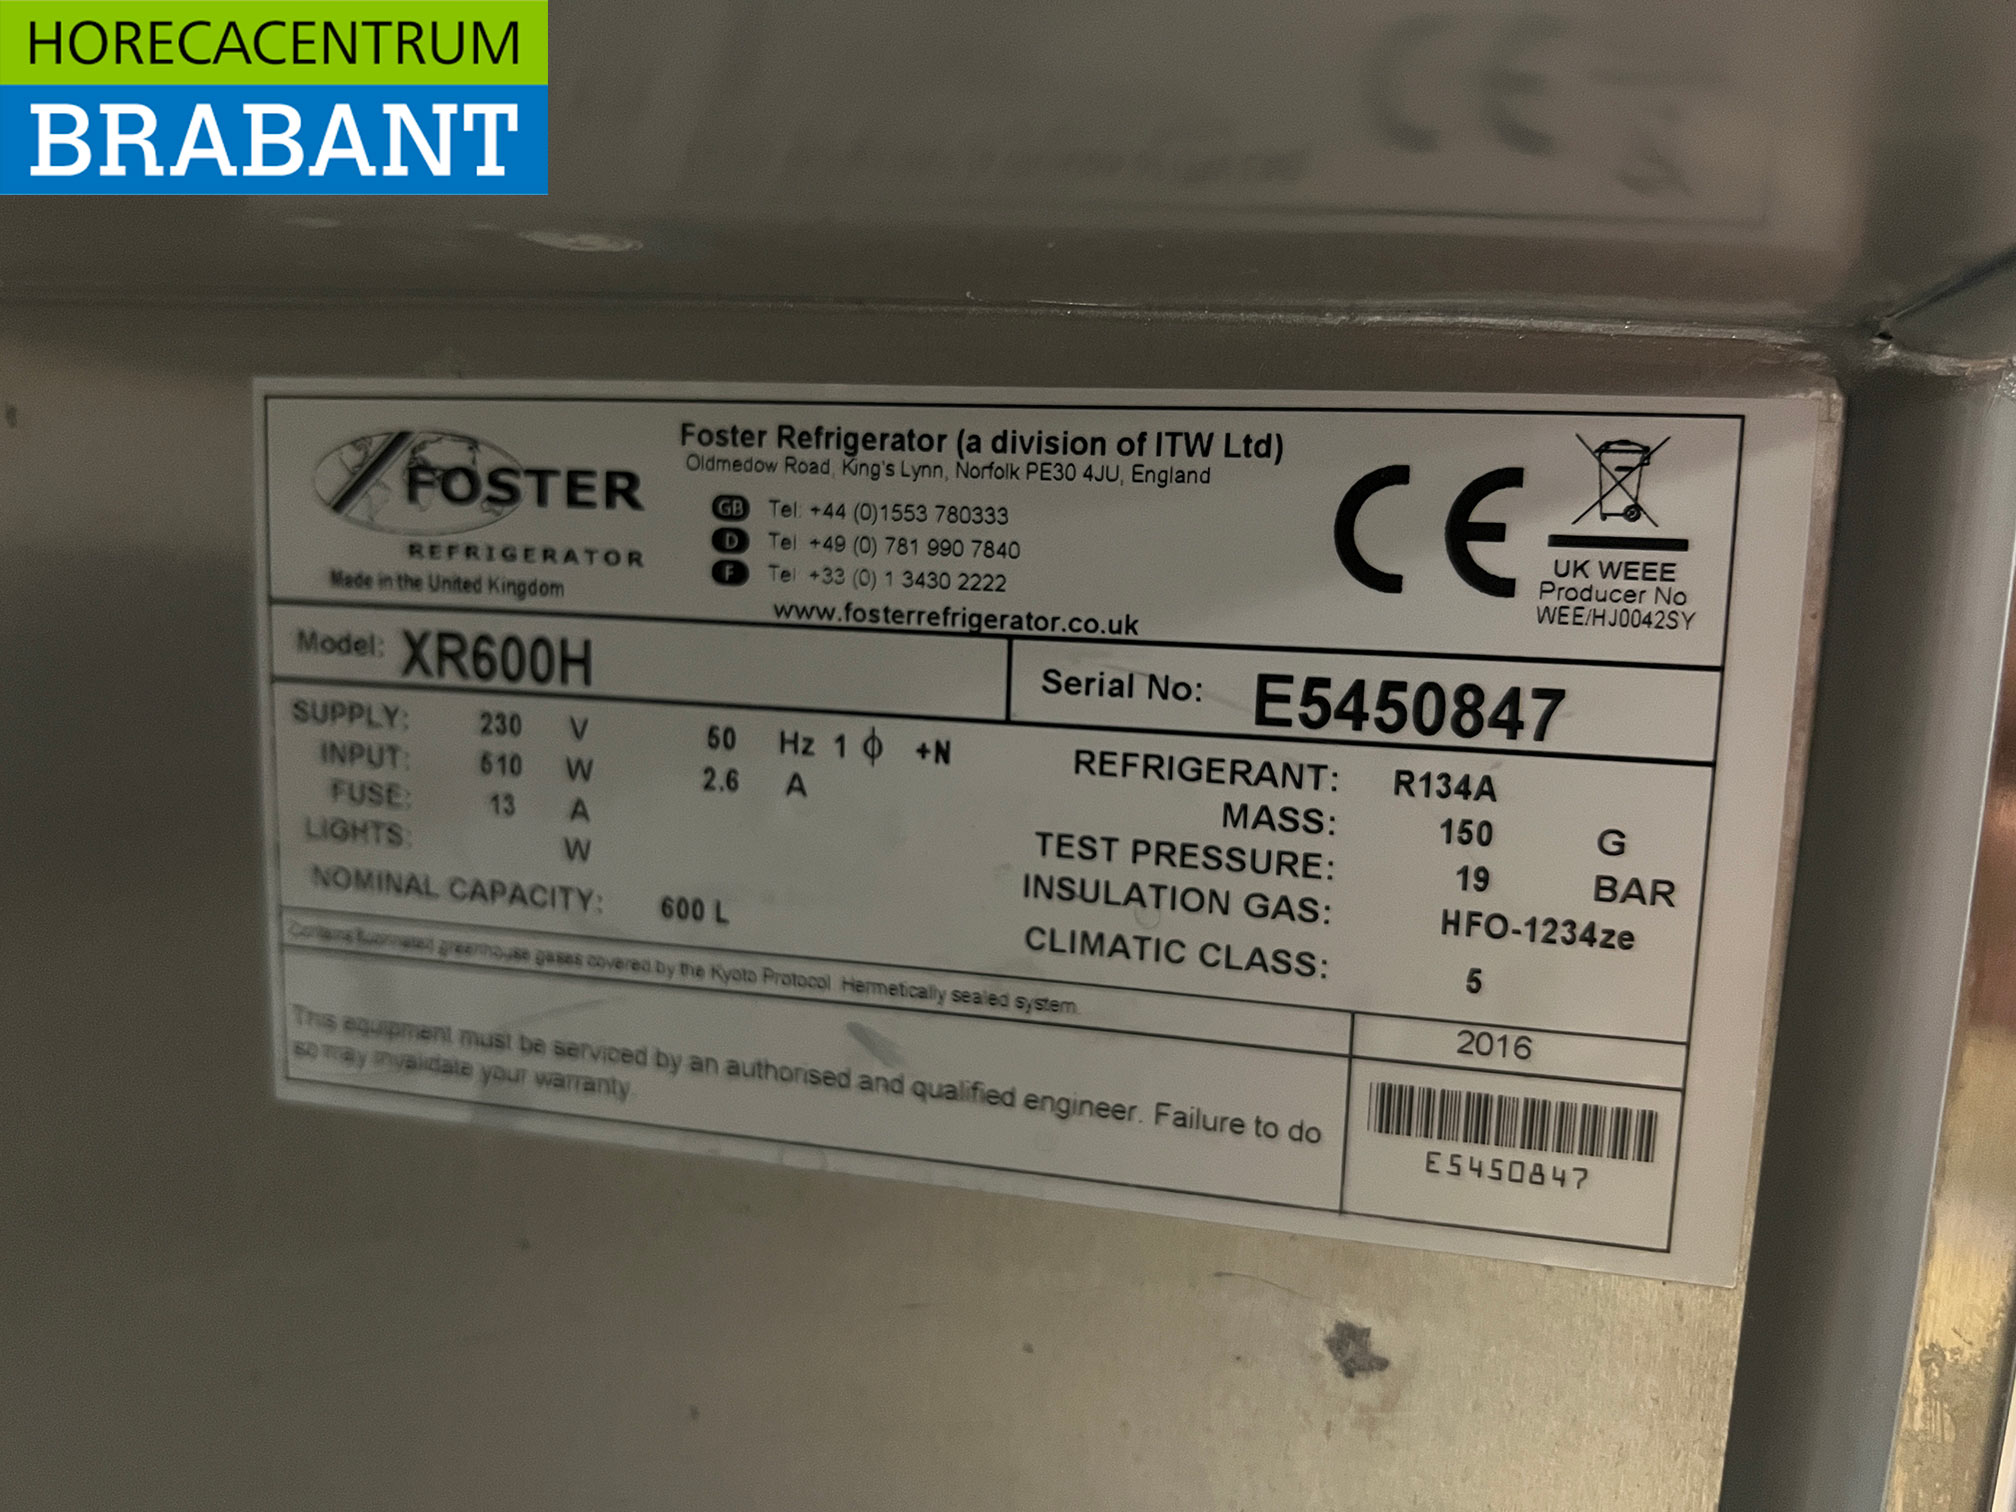 HORECACENTRUM
BRABANT
FOSTER
REFRIGERATOR
Made in the United Kingdom
Foster Refrigerator (a division of ITW Ltd)
Oldmedow Road, King's Lynn, Norfolk PE30 4JU, England
GB Tel: +44 (0)1553 780333
D Tel +49 (0) 781 990 7840
F Tel +33 (0) 1 3430 2222
www.fosterrefrigerator.co.uk
CE
UK WEEE
Producer No
WEE/HJ0042SY
Model: XR600H
Serial No: E5450847
SUPPLY: 230 V 50 Hz 1 ϕ +N
INPUT: 510 W 2.6 A
FUSE: 13 A
LIGHTS: W
NOMINAL CAPACITY: 600 L
REFRIGERANT: R134A
MASS: 150 G
TEST PRESSURE: 19 BAR
INSULATION GAS: HFO-1234ze
CLIMATIC CLASS: 5
Contains fluorinated greenhouse gases covered by the Kyoto Protocol. Hermetically sealed system.
2016
This equipment must be serviced by an authorised and qualified engineer. Failure to do
so may invalidate your warranty.
E5450847